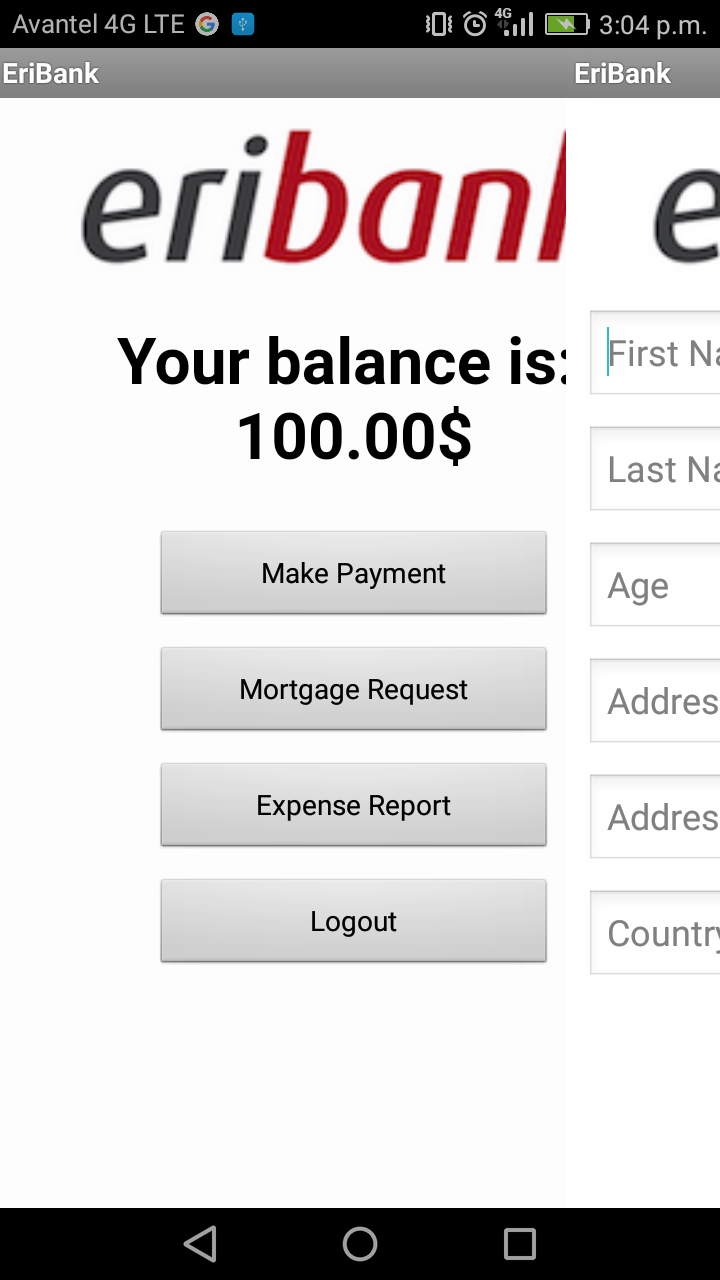 Avantel 4G LTE 4G 3:04 p.m.
EriBank
eribank
Your balance is:
100.00$
Make Payment
Mortgage Request
Expense Report
Logout
EriBank
e
First Na
Last Na
Age
Addres
Addres
Country